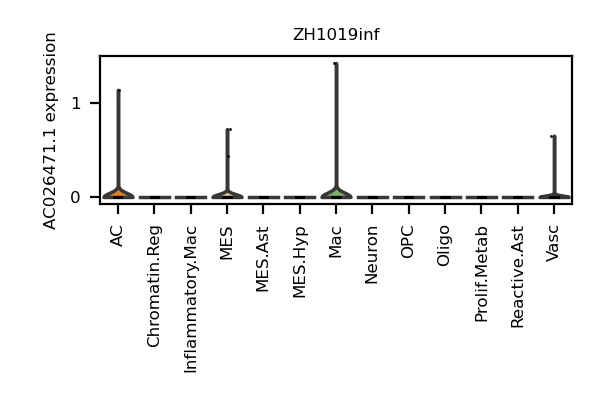 ZH1019inf
AC026471.1 expression
1
0
AC
Chromatin.Reg
Inflammatory.Mac
MES
MES.Ast
MES.Hyp
Mac
Neuron
OPC
Oligo
Prolif.Metab
Reactive.Ast
Vasc